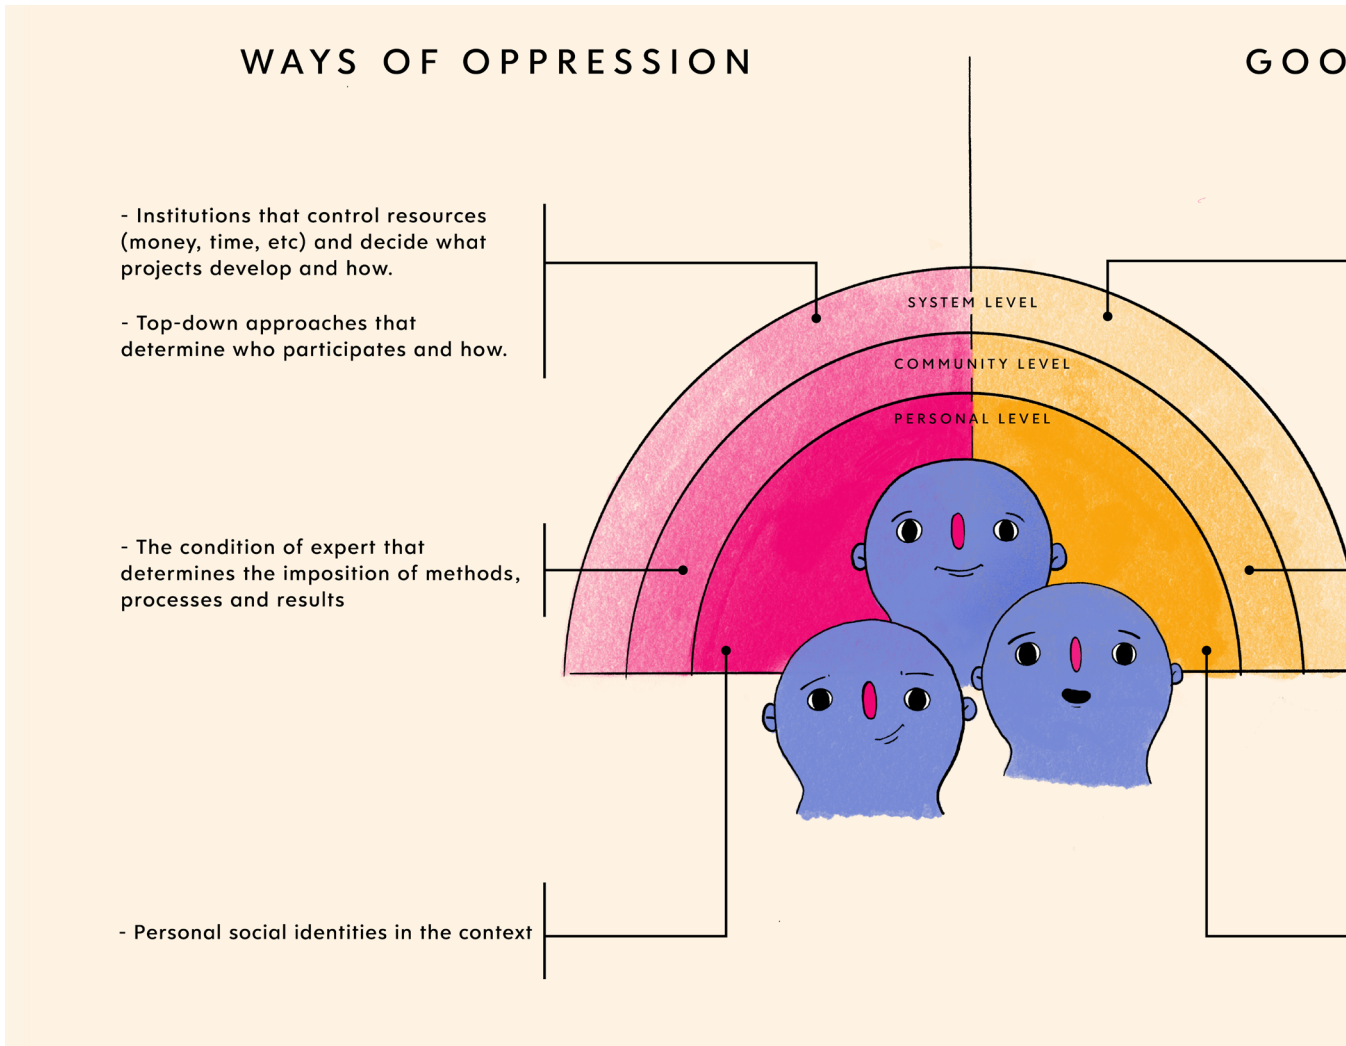 WAYS OF OPPRESSION
GOO
- Institutions that control resources
(money, time, etc) and decide what
projects develop and how.
- Top-down approaches that
determine who participates and how.
SYSTEM LEVEL
COMMUNITY LEVEL
PERSONAL LEVEL
- The condition of expert that
determines the imposition of methods,
processes and results
- Personal social identities in the context